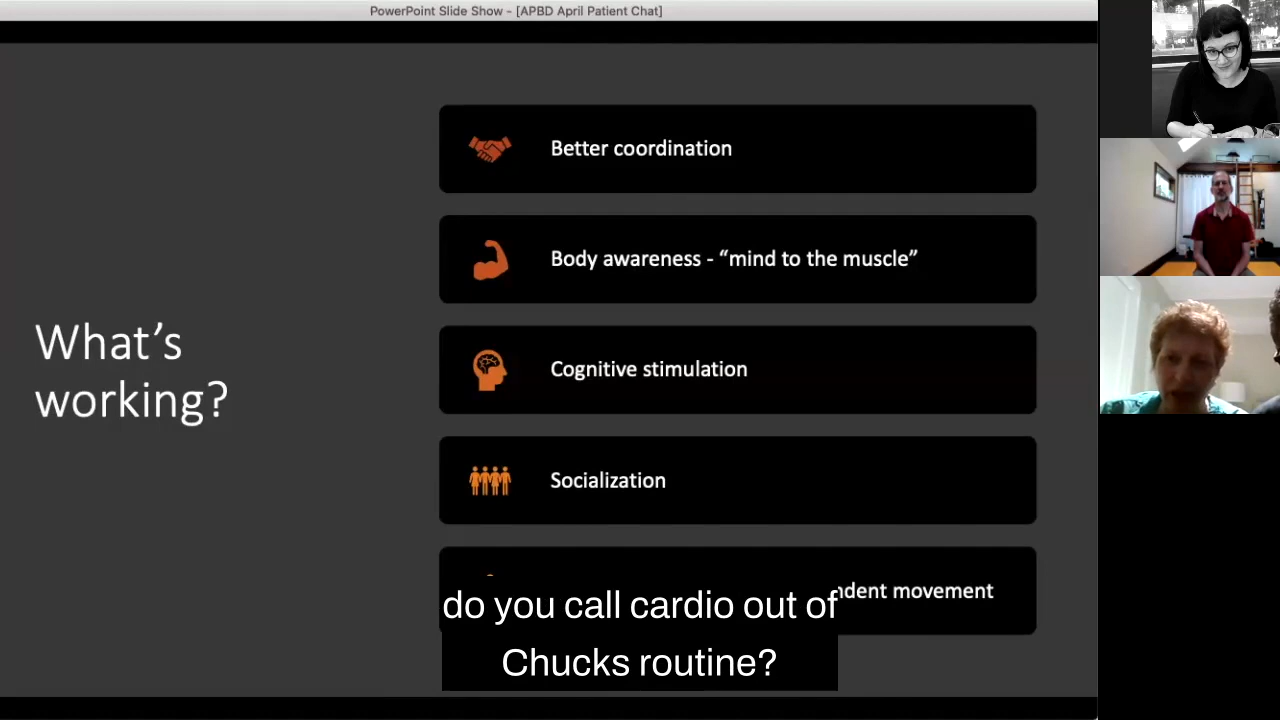 PowerPoint Slide Show - [APBD April Patient Chat]
What's
working?
Better coordination
Body awareness - “mind to the muscle”
Cognitive stimulation
Socialization
movement
do you call cardio out of
Chucks routine?